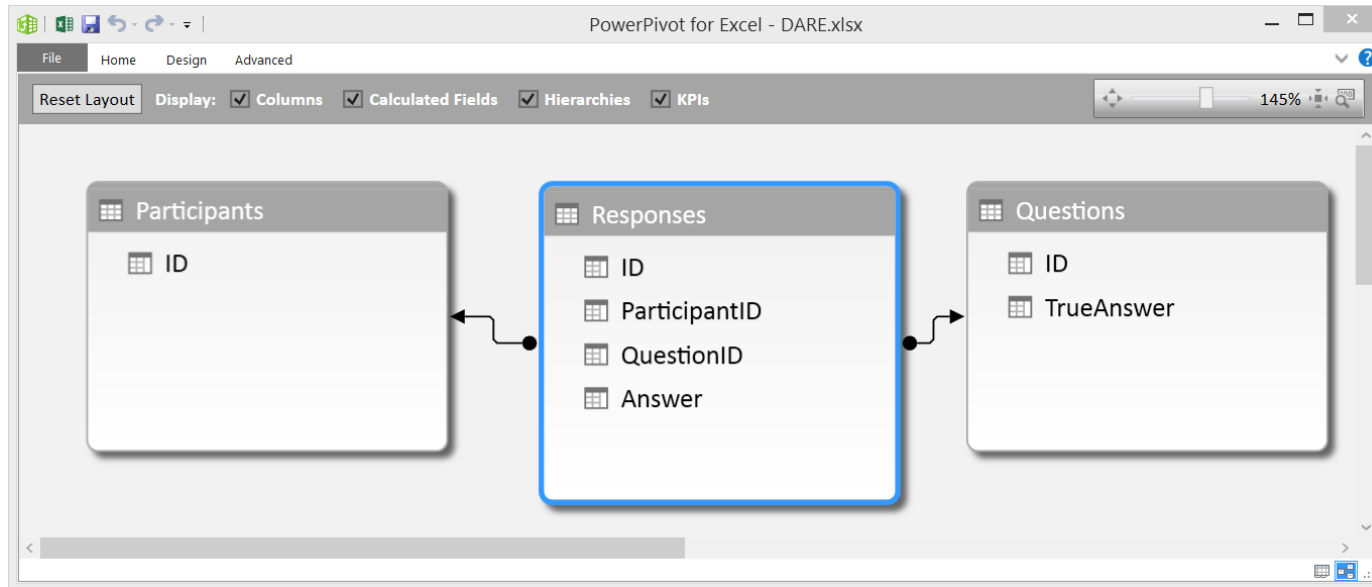 PowerPivot for Excel - DARE.xlsx
File Home Design Advanced
Reset Layout Display: Columns Calculated Fields Hierarchies KPIs 145%
Participants
ID
Responses
ID
ParticipantID
QuestionID
Answer
Questions
ID
TrueAnswer